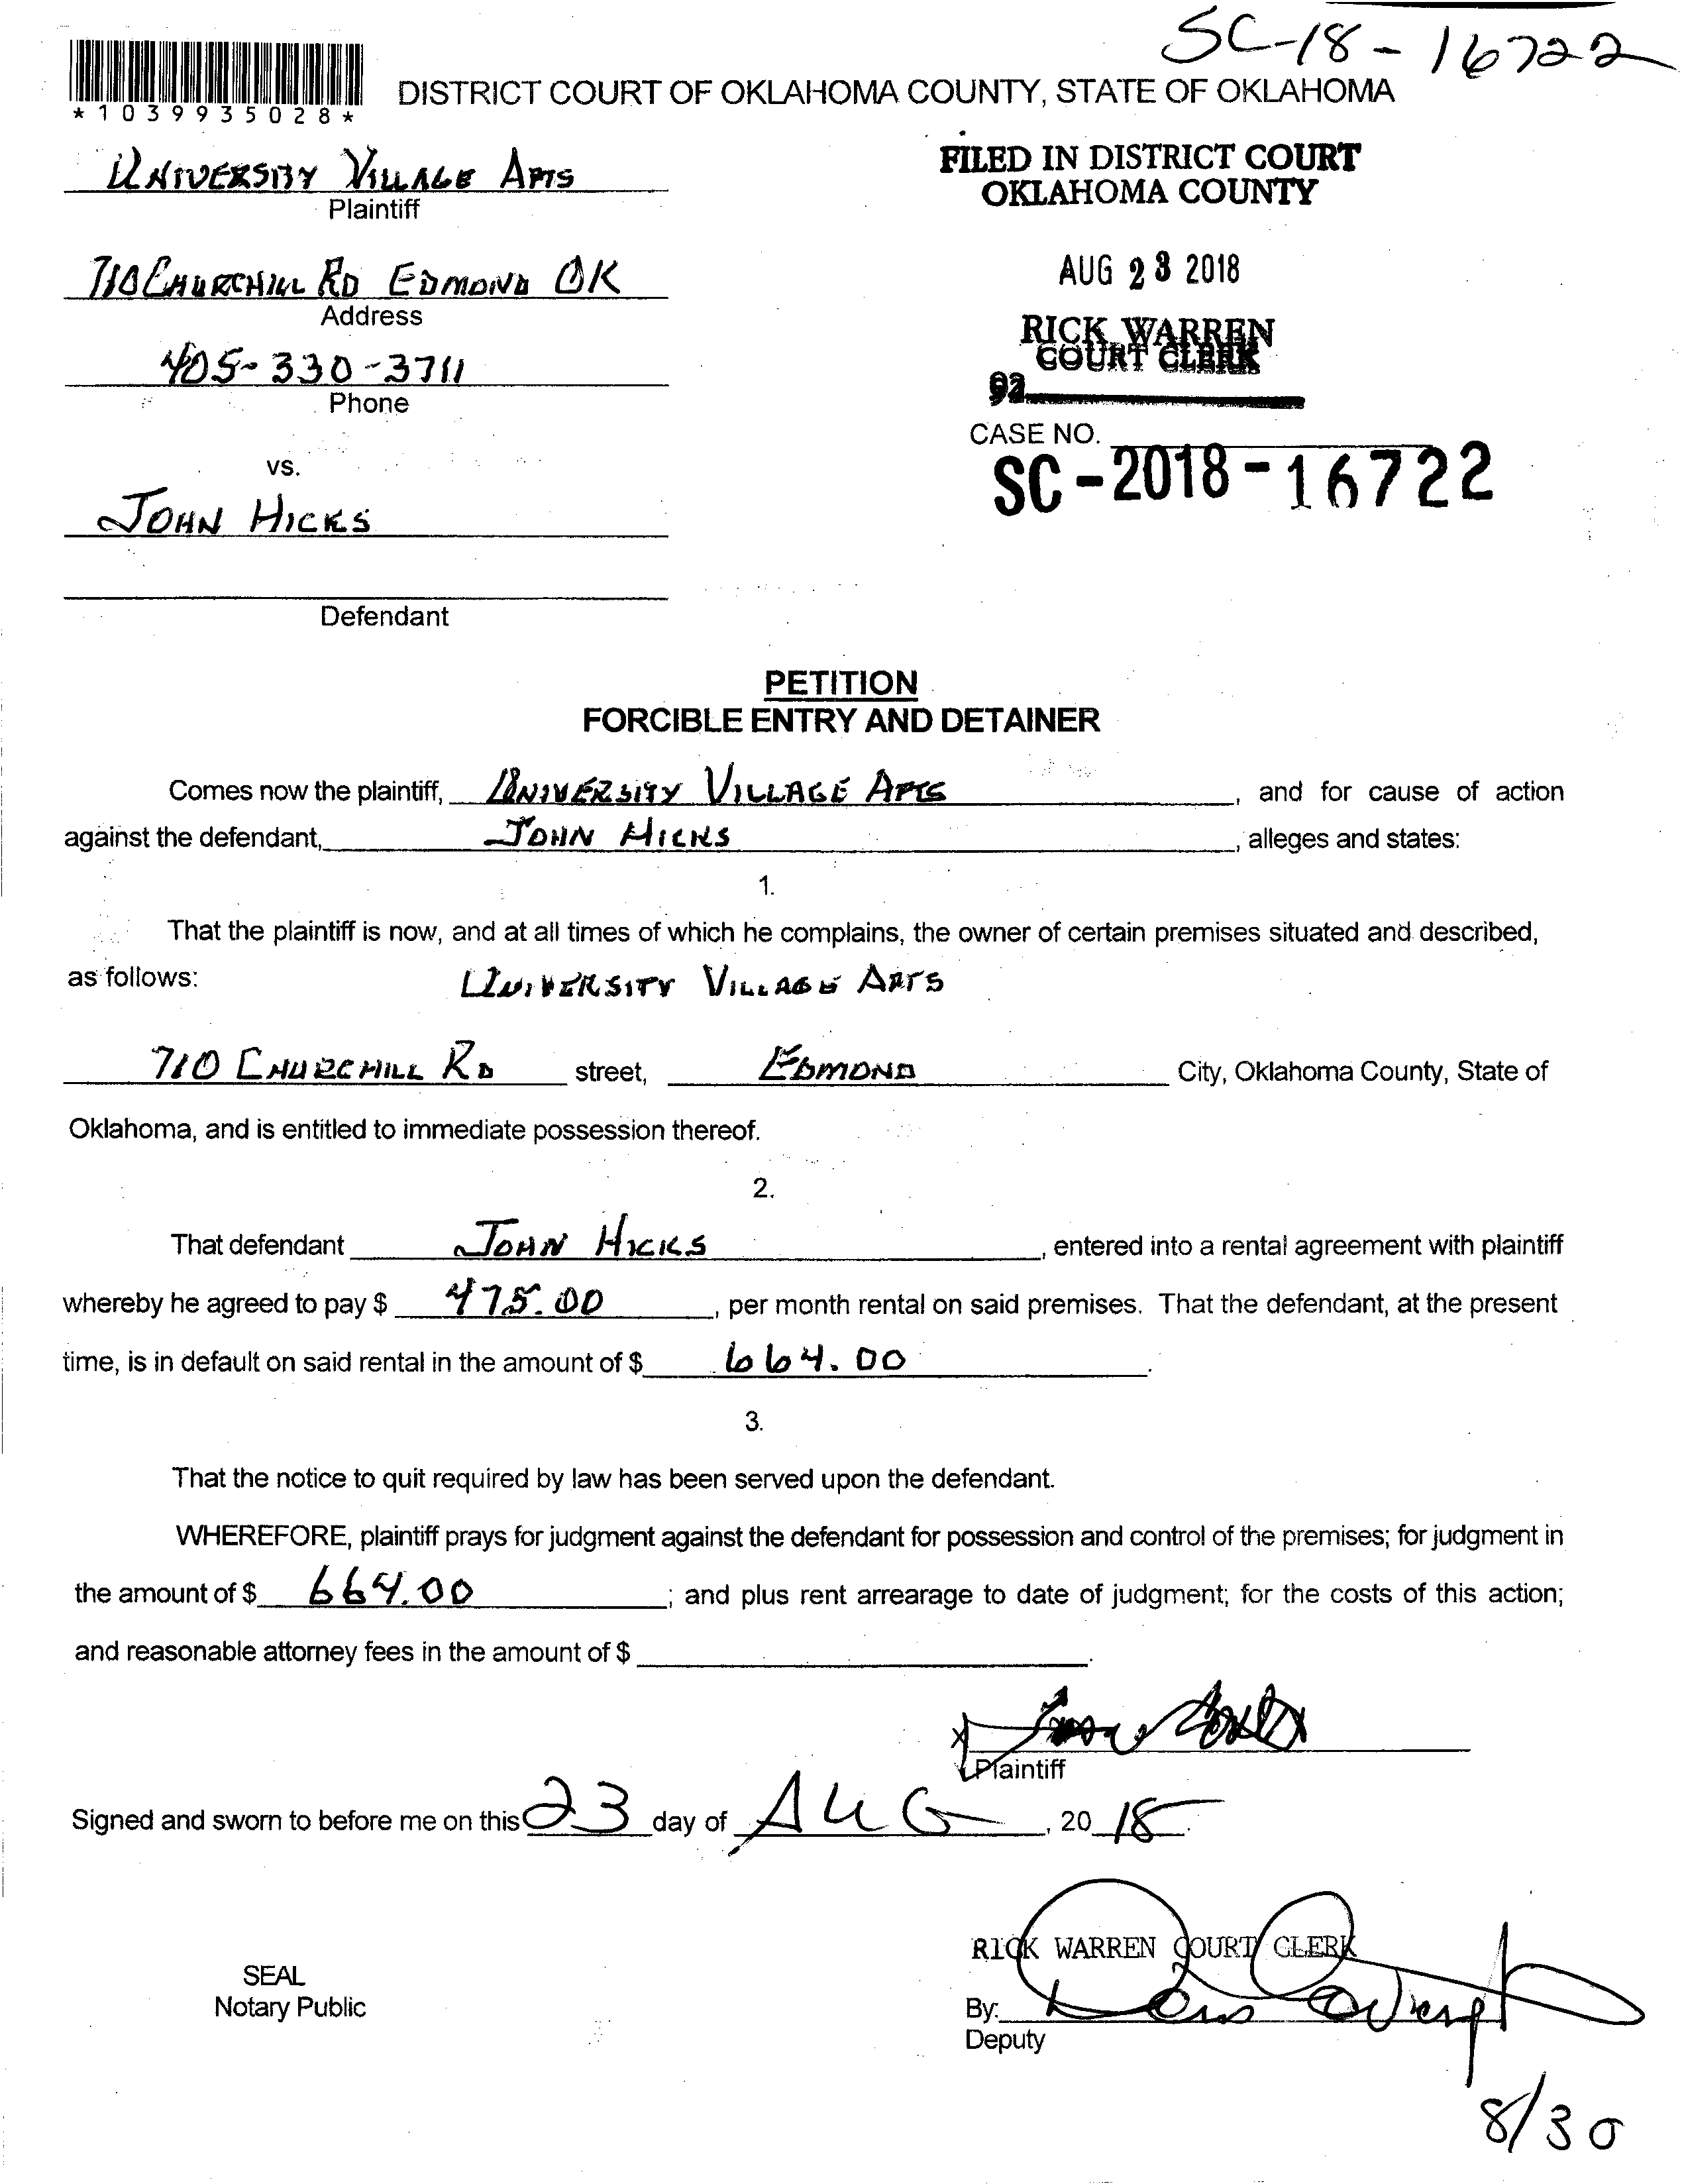 SC-18-16722
*1039935028*
DISTRICT COURT OF OKLAHOMA COUNTY, STATE OF OKLAHOMA
UNIVERSITY VILLAGE APTS
Plaintiff
FILED IN DISTRICT COURT
OKLAHOMA COUNTY
710 CHURCHILL RD EDMOND OK
Address
AUG 23 2018
405-330-3711
Phone
RICK WARREN
COURT CLERK
vs.
CASE NO.
SC-2018-16722
JOHN HICKS
Defendant
PETITION
FORCIBLE ENTRY AND DETAINER
Comes now the plaintiff, UNIVERSITY VILLAGE APTS, and for cause of action
against the defendant, JOHN HICKS, alleges and states:
1.
That the plaintiff is now, and at all times of which he complains, the owner of certain premises situated and described,
as follows: UNIVERSITY VILLAGE APTS
710 CHURCHILL RD street, EDMOND City, Oklahoma County, State of
Oklahoma, and is entitled to immediate possession thereof.
2.
That defendant JOHN HICKS, entered into a rental agreement with plaintiff
whereby he agreed to pay $ 475.00, per month rental on said premises. That the defendant, at the present
time, is in default on said rental in the amount of $ 664.00.
3.
That the notice to quit required by law has been served upon the defendant.
WHEREFORE, plaintiff prays for judgment against the defendant for possession and control of the premises; for judgment in
the amount of $ 664.00; and plus rent arrearage to date of judgment; for the costs of this action;
and reasonable attorney fees in the amount of $ .
X
Plaintiff
Signed and sworn to before me on this 23 day of AUG, 20 18.
RICK WARREN COURT CLERK
SEAL
Notary Public
By:
Deputy
8/30